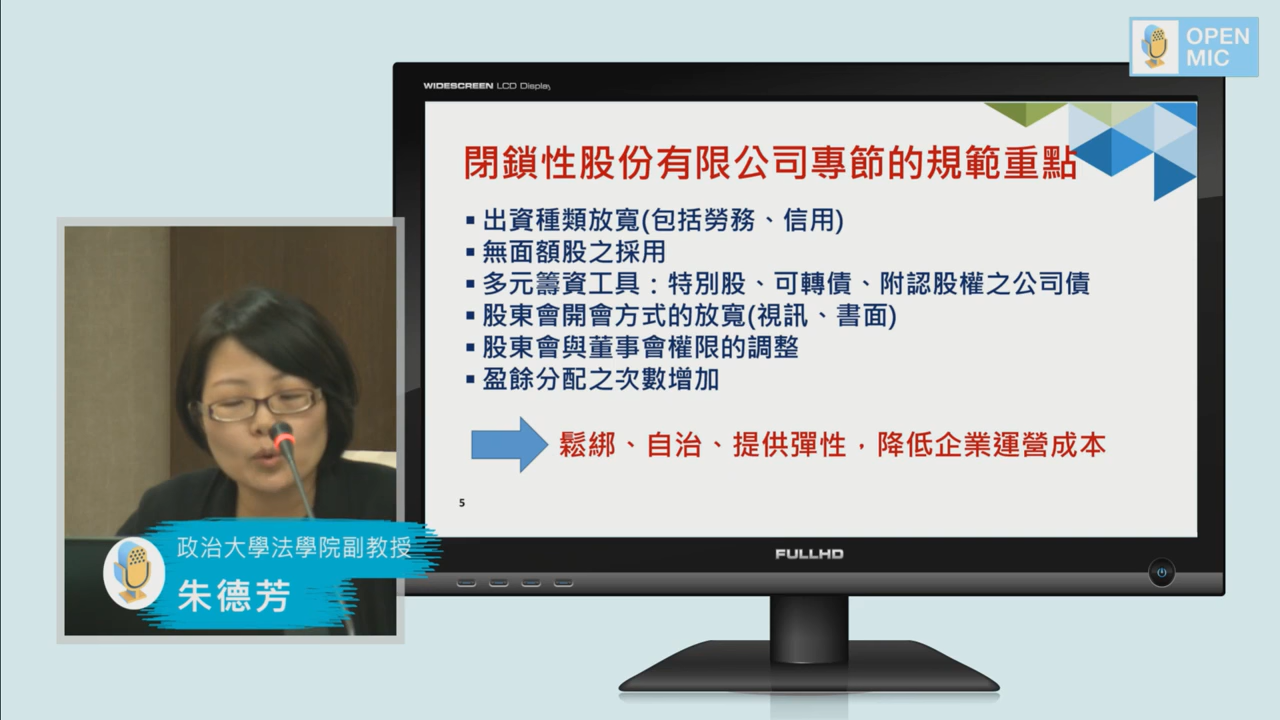 OPEN
MIC
WIDESCREEN LCD Display
閉鎖性股份有限公司專節的規範重點
▪ 出資種類放寬(包括勞務、信用)
▪ 無面額股之採用
▪ 多元籌資工具：特別股、可轉債、附認股權之公司債
▪ 股東會開會方式的放寬(視訊、書面)
▪ 股東會與董事會權限的調整
▪ 盈餘分配之次數增加
鬆綁、自治、提供彈性，降低企業運營成本
5
FULLHD
政治大學法學院副教授
朱德芳